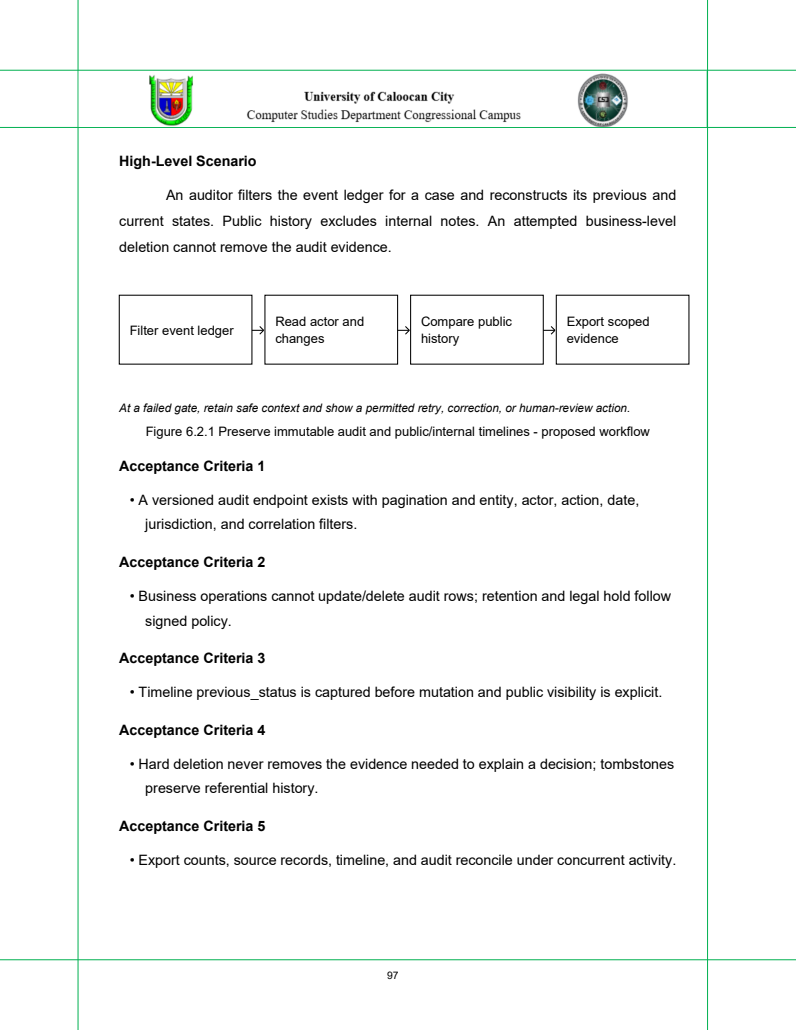 University of Caloocan City
Computer Studies Department Congressional Campus
High-Level Scenario
An auditor filters the event ledger for a case and reconstructs its previous and
current states. Public history excludes internal notes. An attempted business-level
deletion cannot remove the audit evidence.
Filter event ledger
Read actor and
changes
Compare public
history
Export scoped
evidence
At a failed gate, retain safe context and show a permitted retry, correction, or human-review action.
Figure 6.2.1 Preserve immutable audit and public/internal timelines - proposed workflow
Acceptance Criteria 1
• A versioned audit endpoint exists with pagination and entity, actor, action, date,
jurisdiction, and correlation filters.
Acceptance Criteria 2
• Business operations cannot update/delete audit rows; retention and legal hold follow
signed policy.
Acceptance Criteria 3
• Timeline previous_status is captured before mutation and public visibility is explicit.
Acceptance Criteria 4
• Hard deletion never removes the evidence needed to explain a decision; tombstones
preserve referential history.
Acceptance Criteria 5
• Export counts, source records, timeline, and audit reconcile under concurrent activity.
97